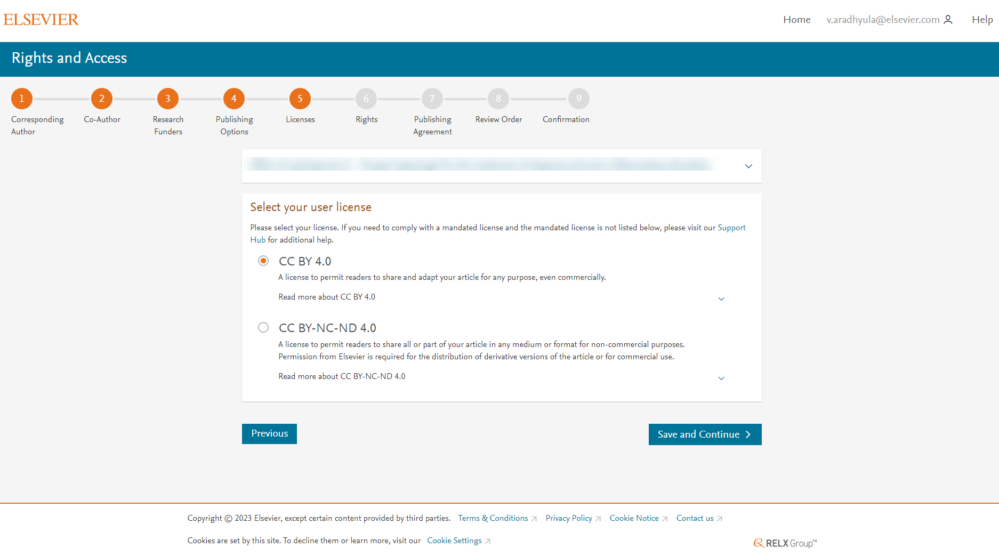 ELSEVIER
Home v.aradhyula@elsevier.com Help
Rights and Access
1 2 3 4 5 6 7 8 9
Corresponding Author
Co-Author
Research Funders
Publishing Options
Licenses
Rights
Publishing Agreement
Review Order
Confirmation
Select your user license
Please select your license. If you need to comply with a mandated license and the mandated license is not listed below, please visit our Support
Hub for additional help.
CC BY 4.0
A license to permit readers to share and adapt your article for any purpose, even commercially.
Read more about CC BY 4.0
CC BY-NC-ND 4.0
A license to permit readers to share all or part of your article in any medium or format for non-commercial purposes.
Permission from Elsevier is required for the distribution of derivative versions of the article or for commercial use.
Read more about CC BY-NC-ND 4.0
Previous
Save and Continue
Copyright © 2023 Elsevier, except certain content provided by third parties. Terms & Conditions Privacy Policy Cookie Notice Contact us
Cookies are set by this site. To decline them or learn more, visit our Cookie Settings
RELX Group™